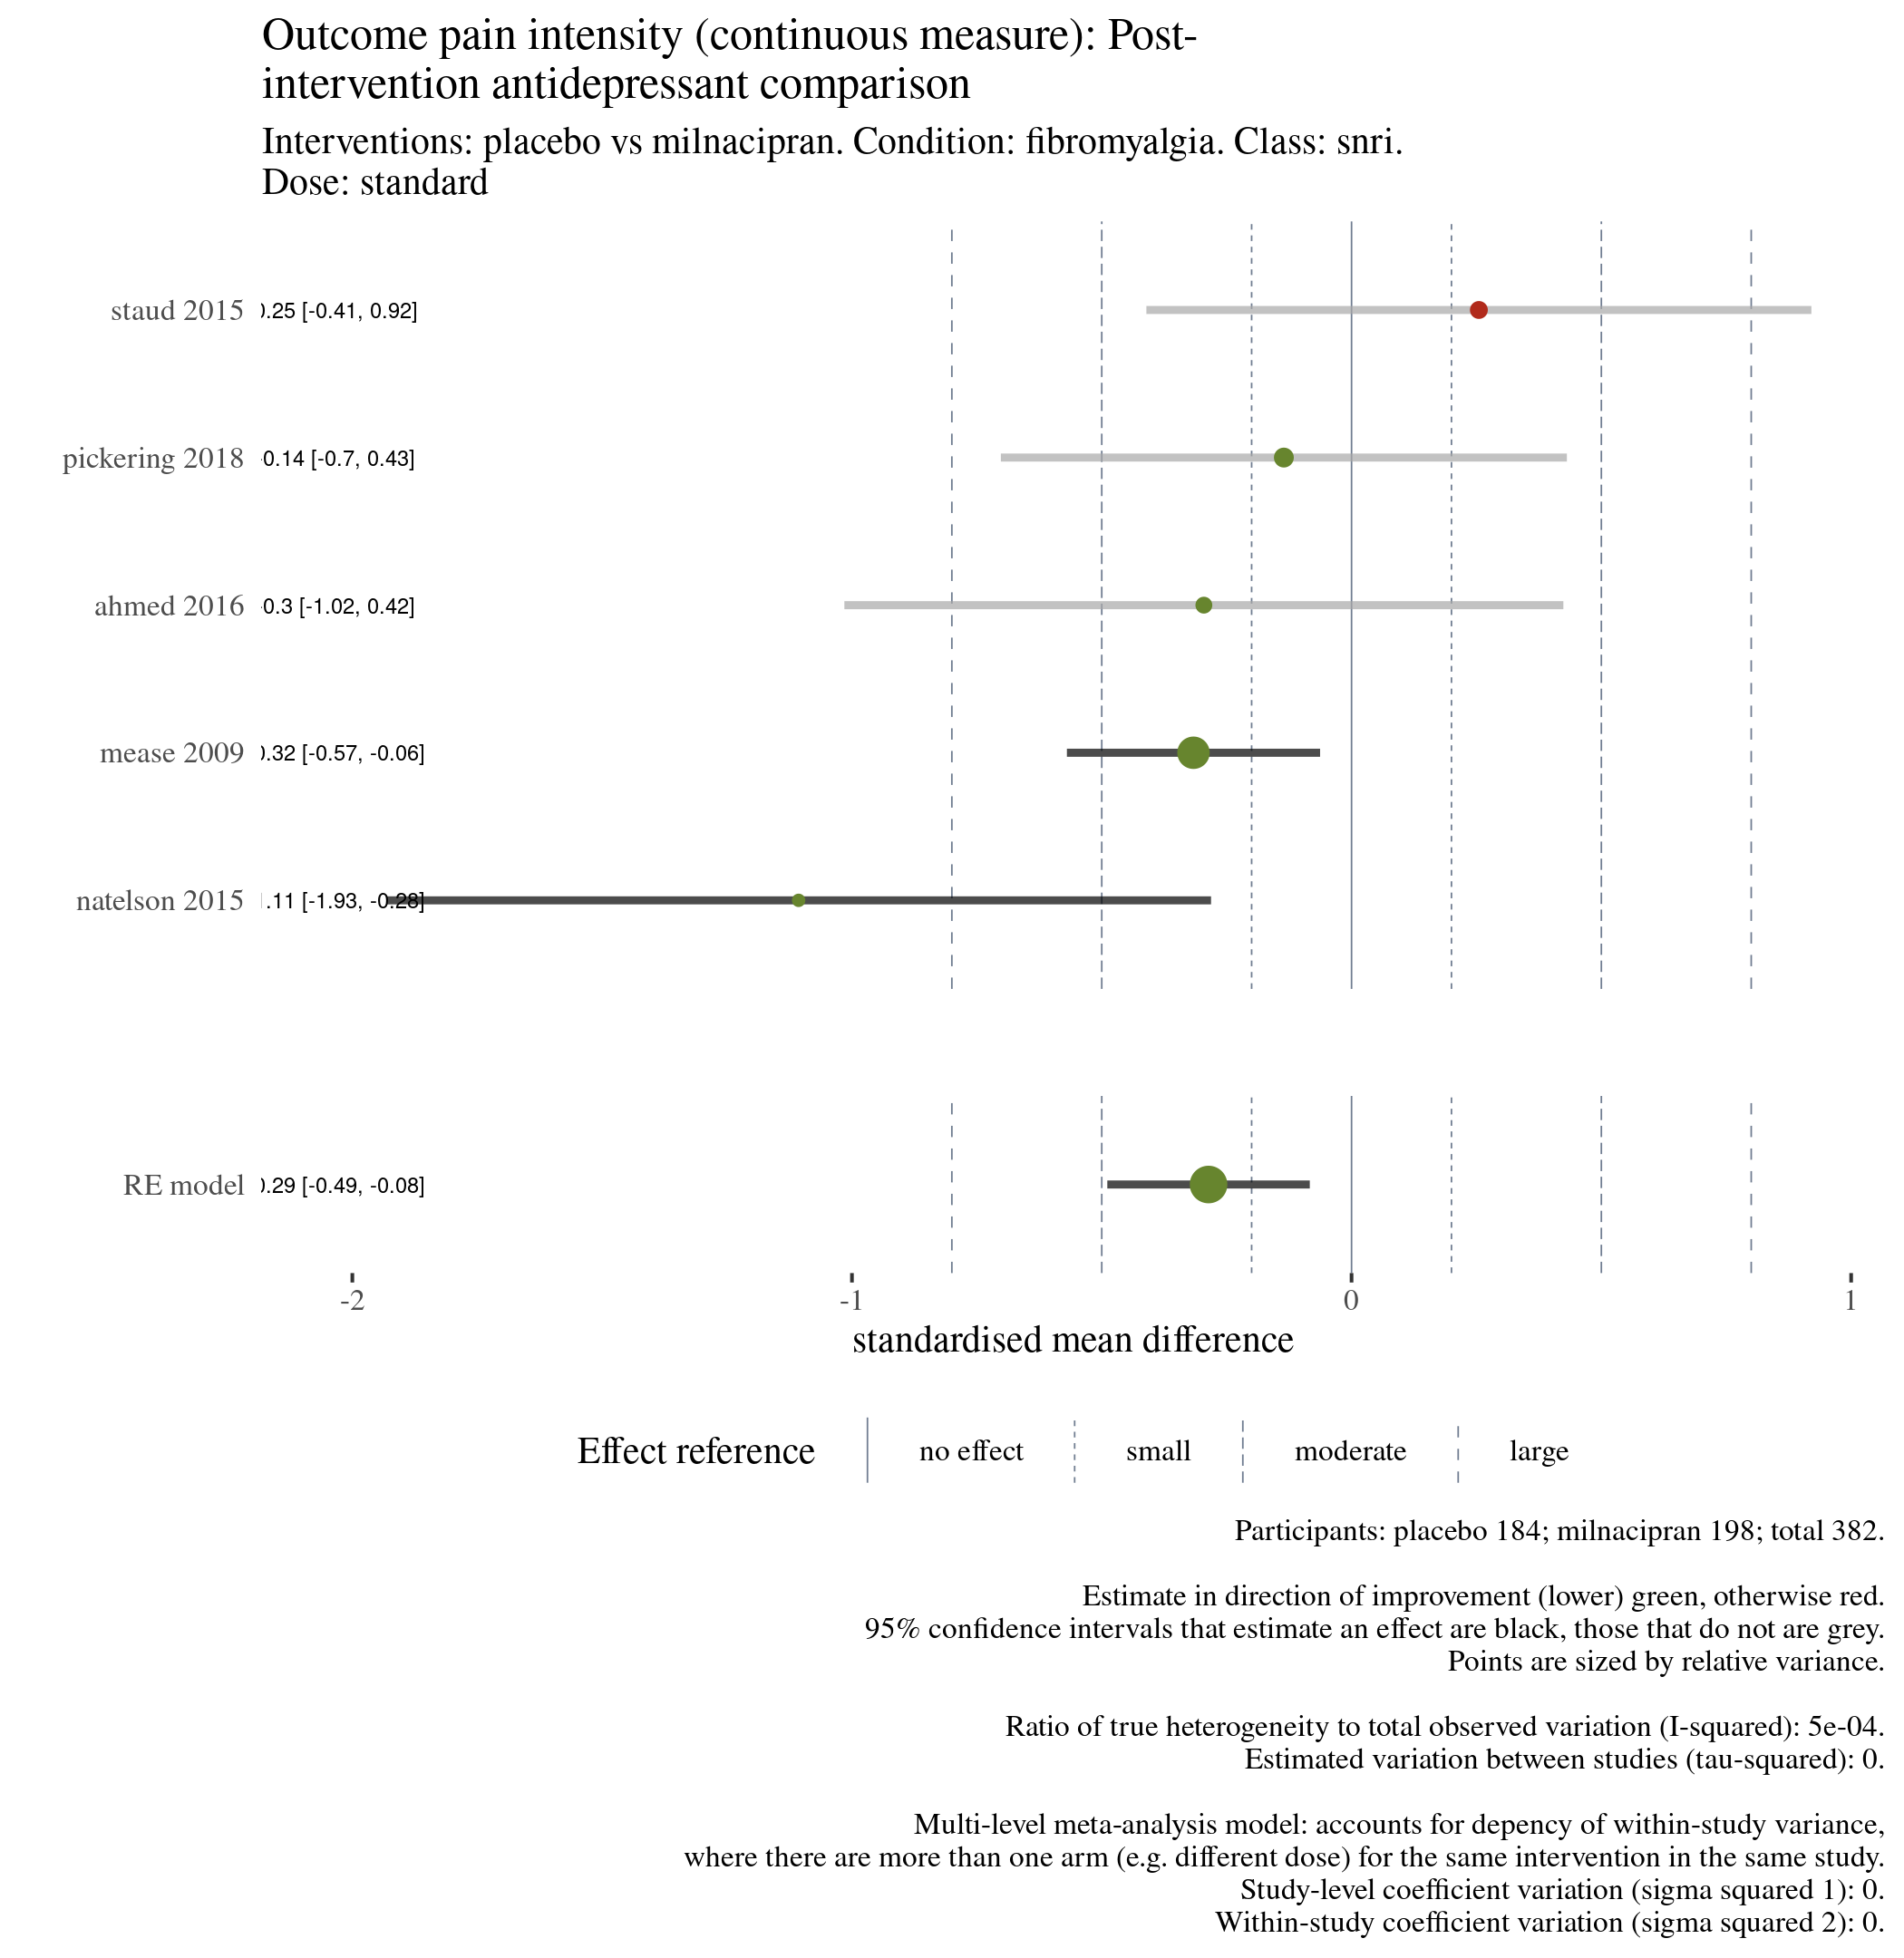 Outcome pain intensity (continuous measure): Post-
intervention antidepressant comparison
Interventions: placebo vs milnacipran. Condition: fibromyalgia. Class: snri.
Dose: standard
staud 2015 0.25 [-0.41, 0.92]
pickering 2018 -0.14 [-0.7, 0.43]
ahmed 2016 -0.3 [-1.02, 0.42]
mease 2009 0.32 [-0.57, -0.06]
natelson 2015 .11 [-1.93, -0.28]
RE model 0.29 [-0.49, -0.08]
-2 -1 0 1
standardised mean difference
Effect reference no effect small moderate large
Participants: placebo 184; milnacipran 198; total 382.
Estimate in direction of improvement (lower) green, otherwise red.
95% confidence intervals that estimate an effect are black, those that do not are grey.
Points are sized by relative variance.
Ratio of true heterogeneity to total observed variation (I-squared): 5e-04.
Estimated variation between studies (tau-squared): 0.
Multi-level meta-analysis model: accounts for depency of within-study variance,
where there are more than one arm (e.g. different dose) for the same intervention in the same study.
Study-level coefficient variation (sigma squared 1): 0.
Within-study coefficient variation (sigma squared 2): 0.